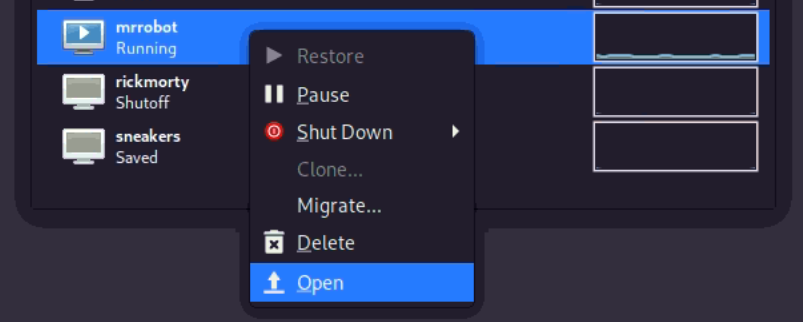 mrrobot
Running
rickmorty
Shutoff
sneakers
Saved
Restore
Pause
Shut Down
Clone...
Migrate...
Delete
Open